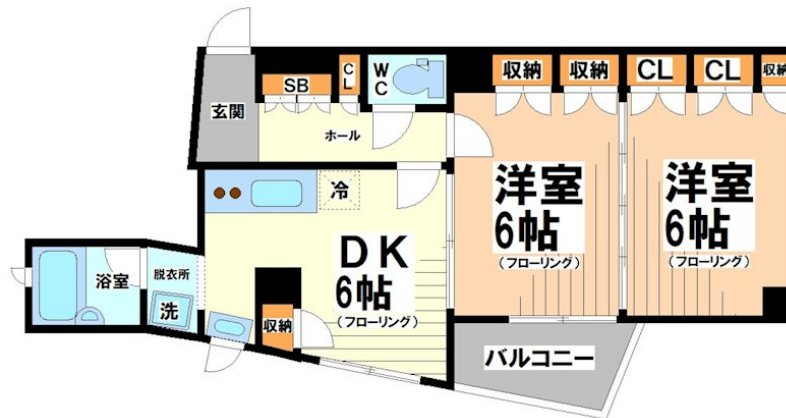 SB
CL
WC
収納
収納
CL
CL
収納
玄関
ホール
洋室
6帖
(フローリング)
洋室
6帖
(フローリング)
冷
DK
6帖
(フローリング)
浴室
脱衣所
洗
収納
バルコニー